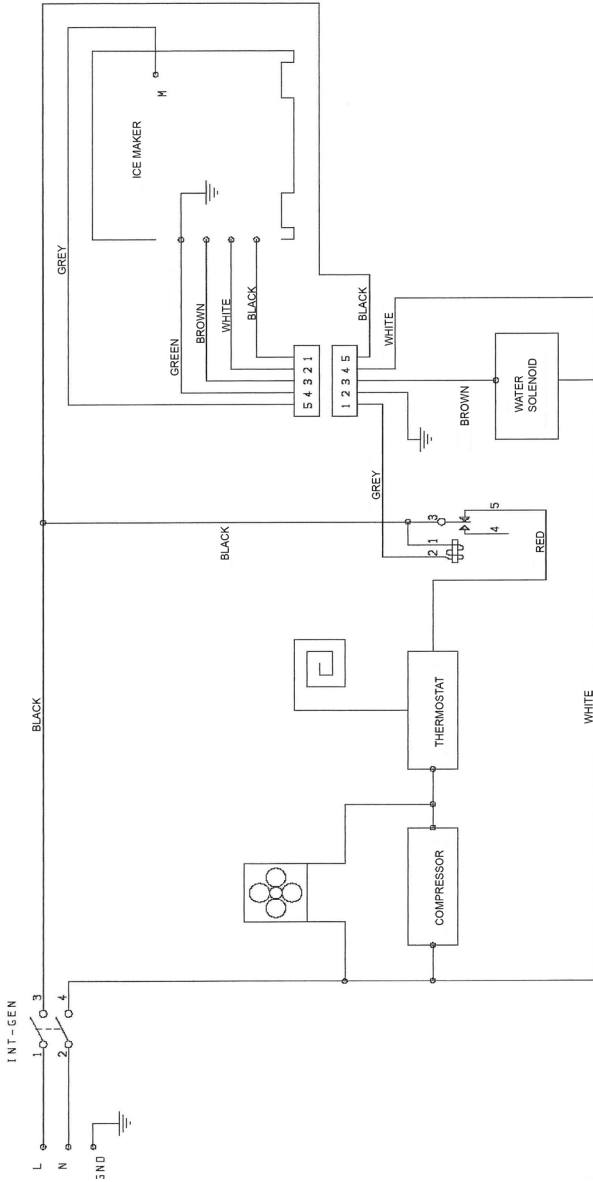 INT-GEN
L
N
GND
1
2
3
4
BLACK
GREY
ICE MAKER
M
GREEN
BROWN
WHITE
BLACK
5 4 3 2 1
1 2 3 4 5
BLACK
WHITE
GREY
BROWN
WATER
SOLENOID
BLACK
3
2 1
5
4
RED
THERMOSTAT
COMPRESSOR
WHITE